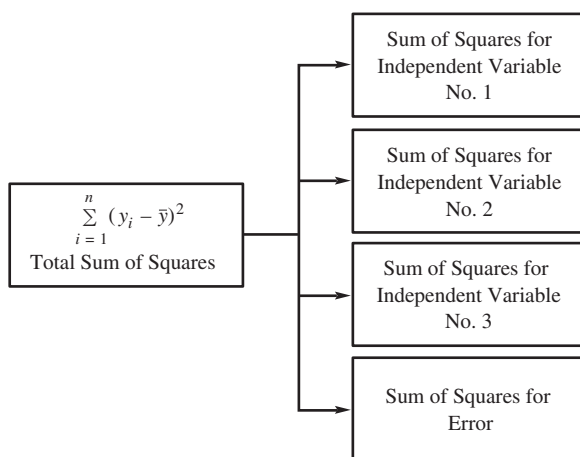 Sum of Squares for
Independent Variable
No. 1
Sum of Squares for
Independent Variable
No. 2
n
∑ (yᵢ – ȳ)²
i = 1
Total Sum of Squares
Sum of Squares for
Independent Variable
No. 3
Sum of Squares for
Error